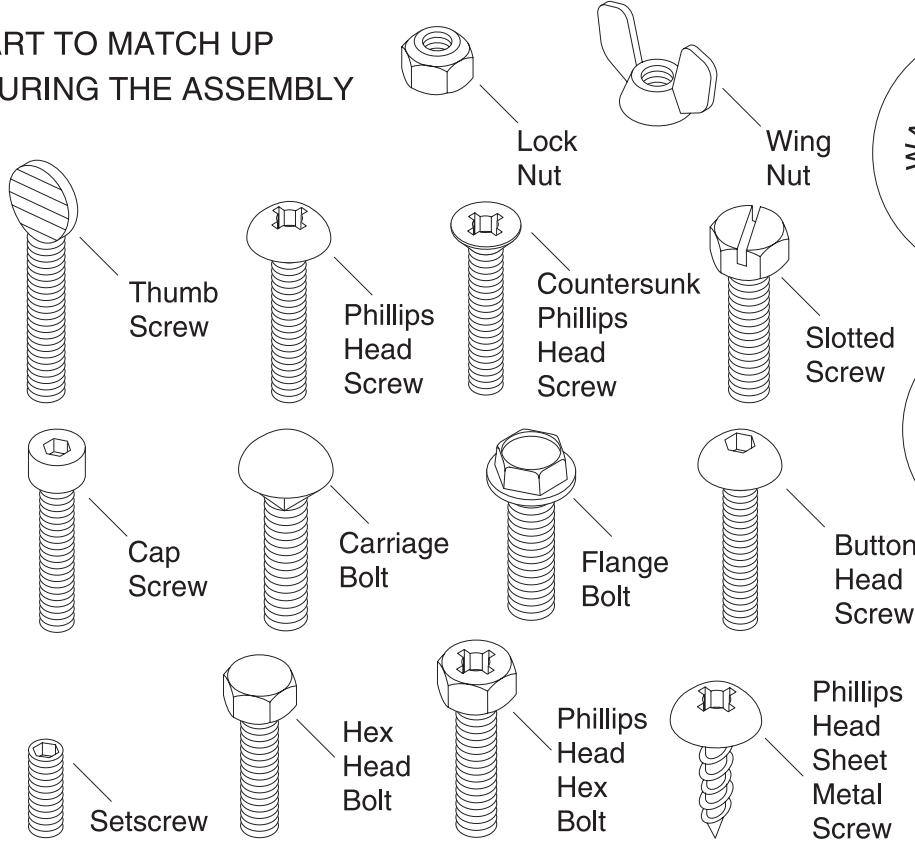 ART TO MATCH UP
URING THE ASSEMBLY
Lock
Nut
Wing
Nut
Thumb
Screw
Phillips
Head
Screw
Countersunk
Phillips
Head
Screw
Slotted
Screw
Cap
Screw
Carriage
Bolt
Flange
Bolt
Button
Head
Screw
Setscrew
Hex
Head
Bolt
Phillips
Head
Hex
Bolt
Phillips
Head
Sheet
Metal
Screw